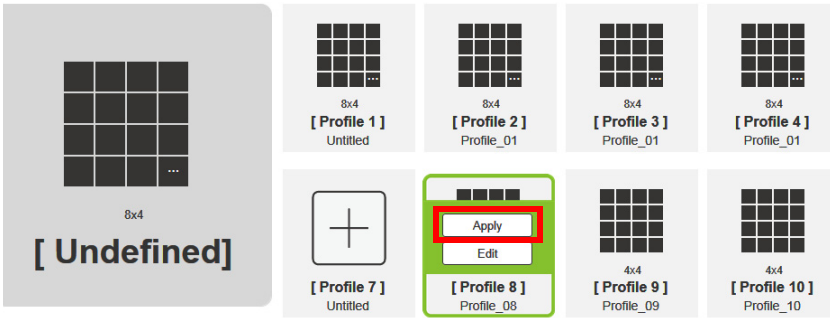 8x4
[ Undefined]
8x4
[ Profile 1 ]
Untitled
8x4
[ Profile 2 ]
Profile_01
8x4
[ Profile 3 ]
Profile_01
8x4
[ Profile 4 ]
Profile_01
[ Profile 7 ]
Untitled
Apply
Edit
[ Profile 8 ]
Profile_08
4x4
[ Profile 9 ]
Profile_09
4x4
[ Profile 10 ]
Profile_10